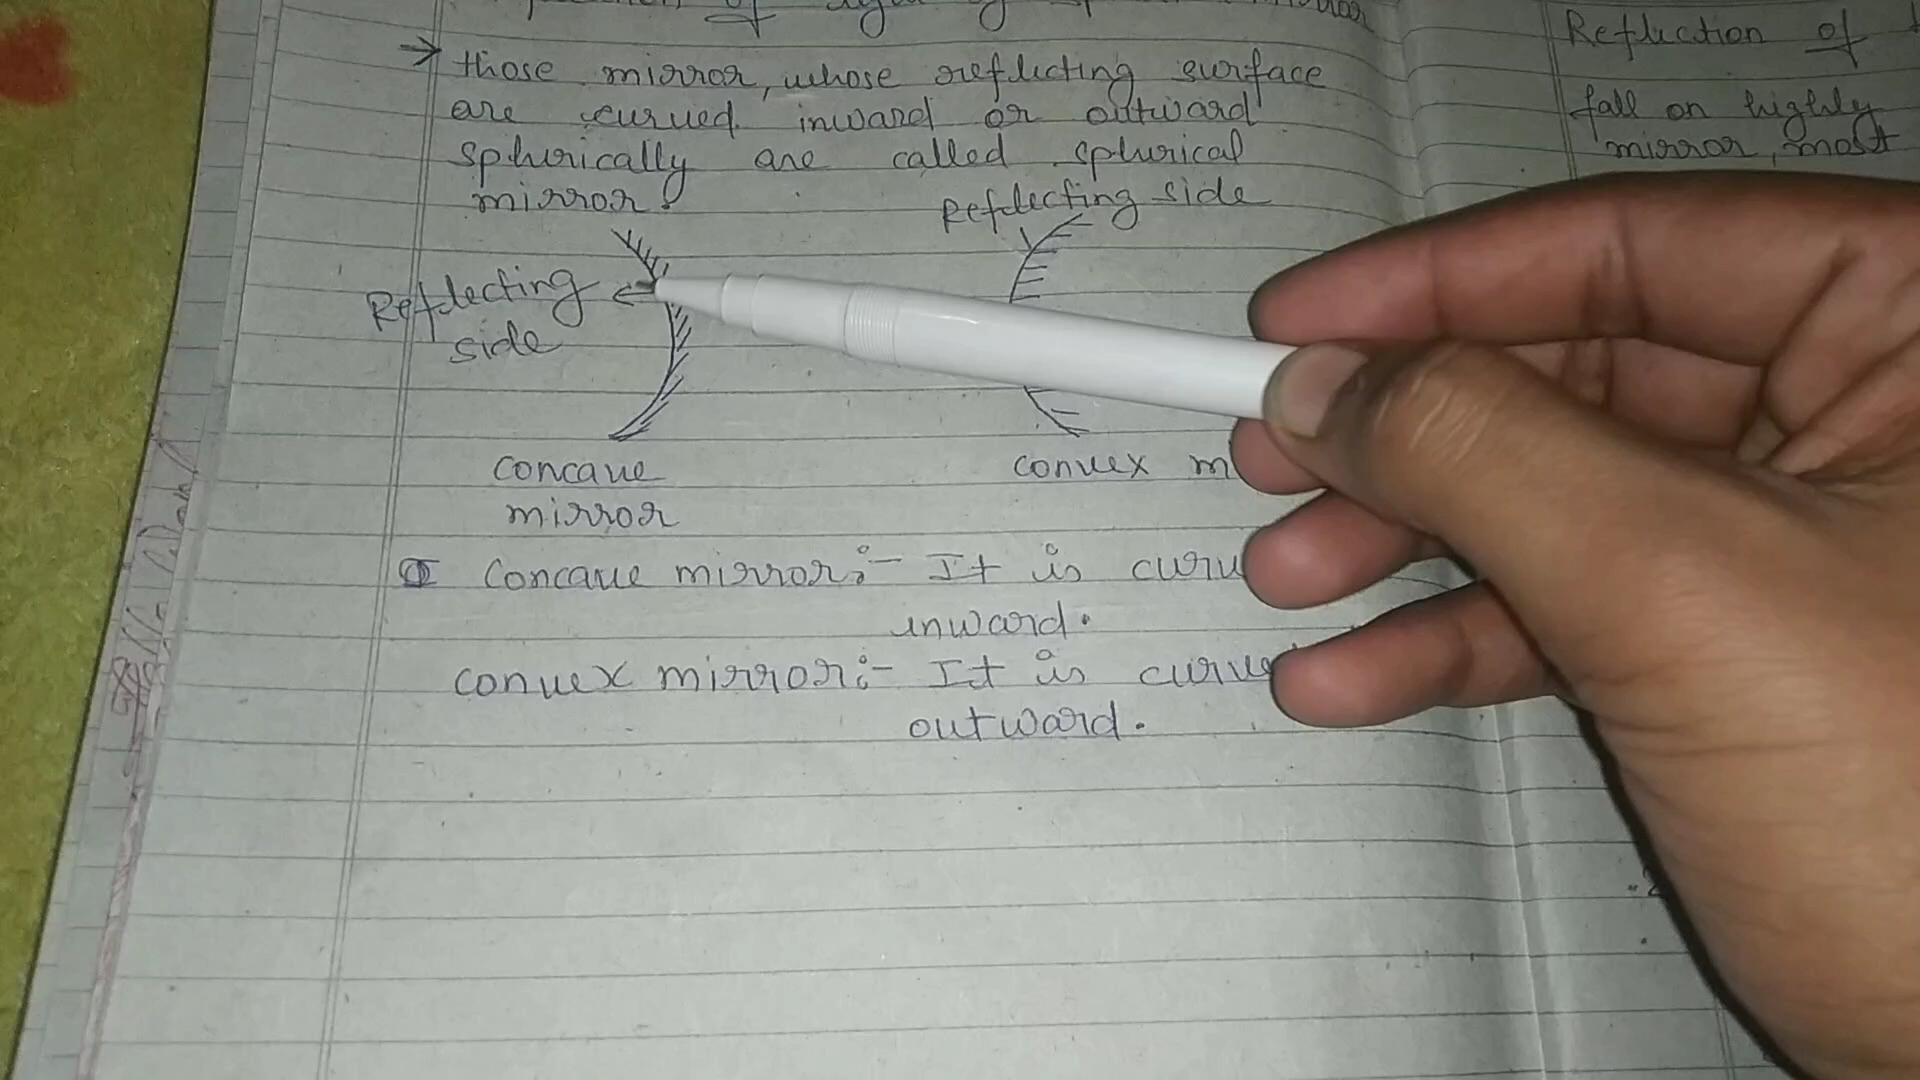 → those mirror, whose reflecting surface
are curved inward or outward
spherically are called spherical
mirror.
Reflecting side
Reflecting
side
concave
mirror
convex m
Concave mirror:- It is curv
inward.
convex mirror:- It is curve
outward.
Reflection of
fall on highly
mirror, most